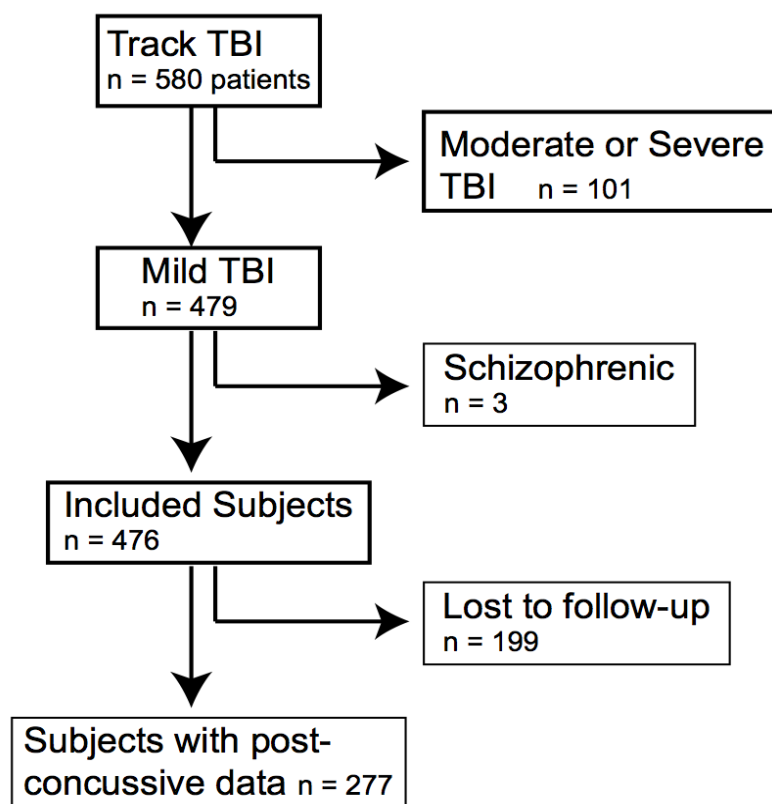 Track TBI
n = 580 patients
Moderate or Severe
TBI n = 101
Mild TBI
n = 479
Schizophrenic
n = 3
Included Subjects
n = 476
Lost to follow-up
n = 199
Subjects with post-
concussive data n = 277